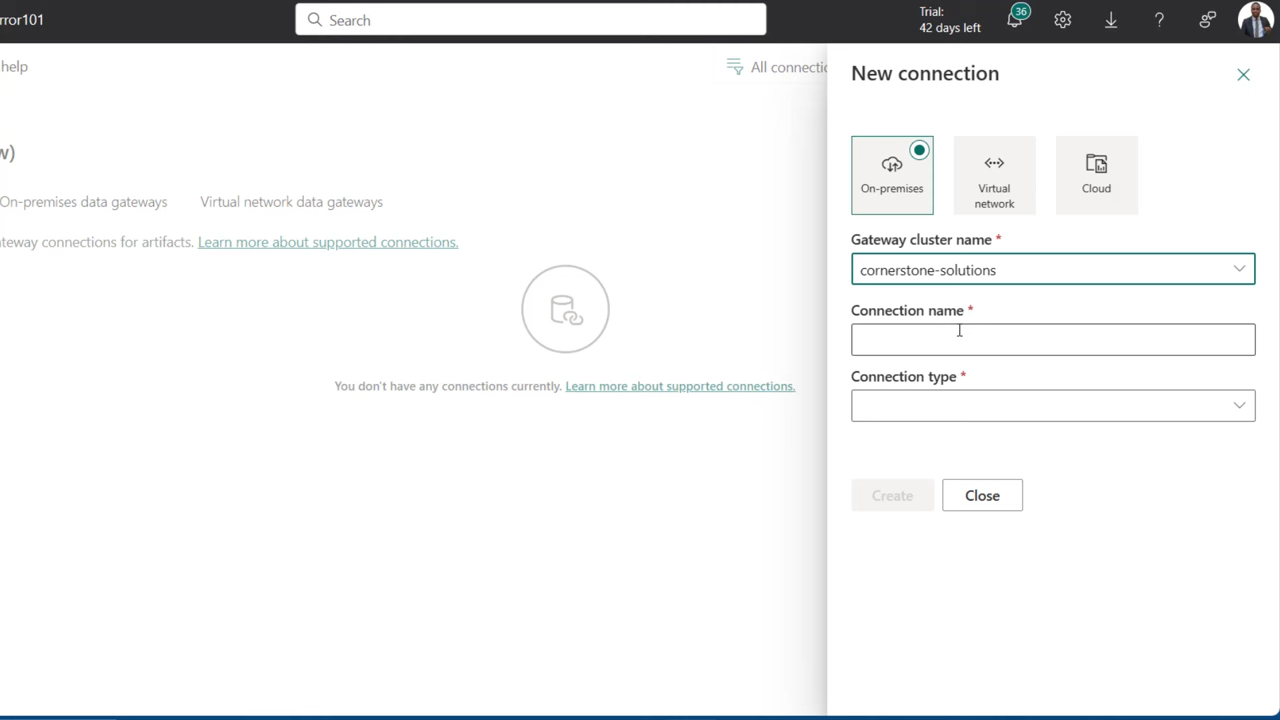 rror101
Search
Trial:
42 days left
36
help
All connectio
New connection
w)
On-premises
Virtual
network
Cloud
On-premises data gateways
Virtual network data gateways
ateway connections for artifacts. Learn more about supported connections.
Gateway cluster name *
cornerstone-solutions
Connection name *
You don't have any connections currently. Learn more about supported connections.
Connection type *
Create
Close